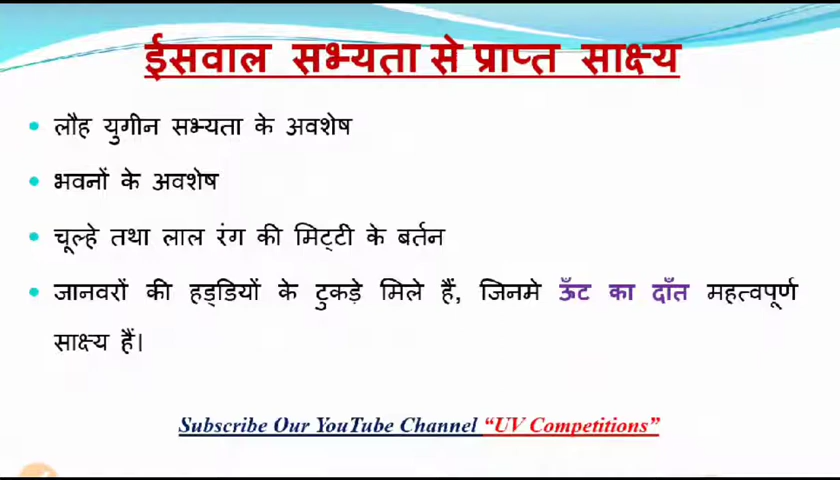 ईसवाल सभ्यता से प्राप्त साक्ष्य
लौह युगीन सभ्यता के अवशेष
भवनों के अवशेष
चूल्हे तथा लाल रंग की मिट्टी के बर्तन
जानवरों की हड्डियों के टुकड़े मिले हैं, जिनमे ऊँट का दाँत महत्वपूर्ण
साक्ष्य हैं।
Subscribe Our YouTube Channel “UV Competitions”